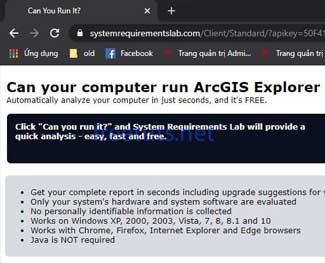 Can You Run It?
systemrequirementslab.com/Client/Standard/?apikey=50F41
Ứng dụng old Facebook Trang quản trị Admi... Trang quản trị
Can your computer run ArcGIS Explorer
Automatically analyze your computer in just seconds, and it's FREE.
Click "Can you run it?" and System Requirements Lab will provide a
quick analysis - easy, fast and free.
Get your complete report in seconds including upgrade suggestions for
Only your system's hardware and system software are evaluated
No personally identifiable information is collected
Works on Windows XP, 2000, 2003, Vista, 7, 8, 8.1 and 10
Works with Chrome, Firefox, Internet Explorer and Edge browsers
Java is NOT required